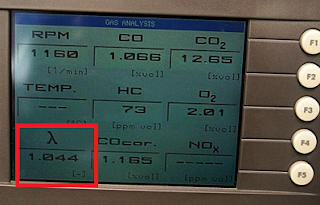 GAS ANALYSIS
RPM CO CO₂
1160 1.066 12.65
[1/min] [%vol] [%vol]
TEMP. HC O₂
--- 73 2.01
[ppm vol] [%vol]
λ COcor. NOx
1.044 1.165 -----
[-] [%vol] [ppm vol]
F1
F2
F3
F4
F5